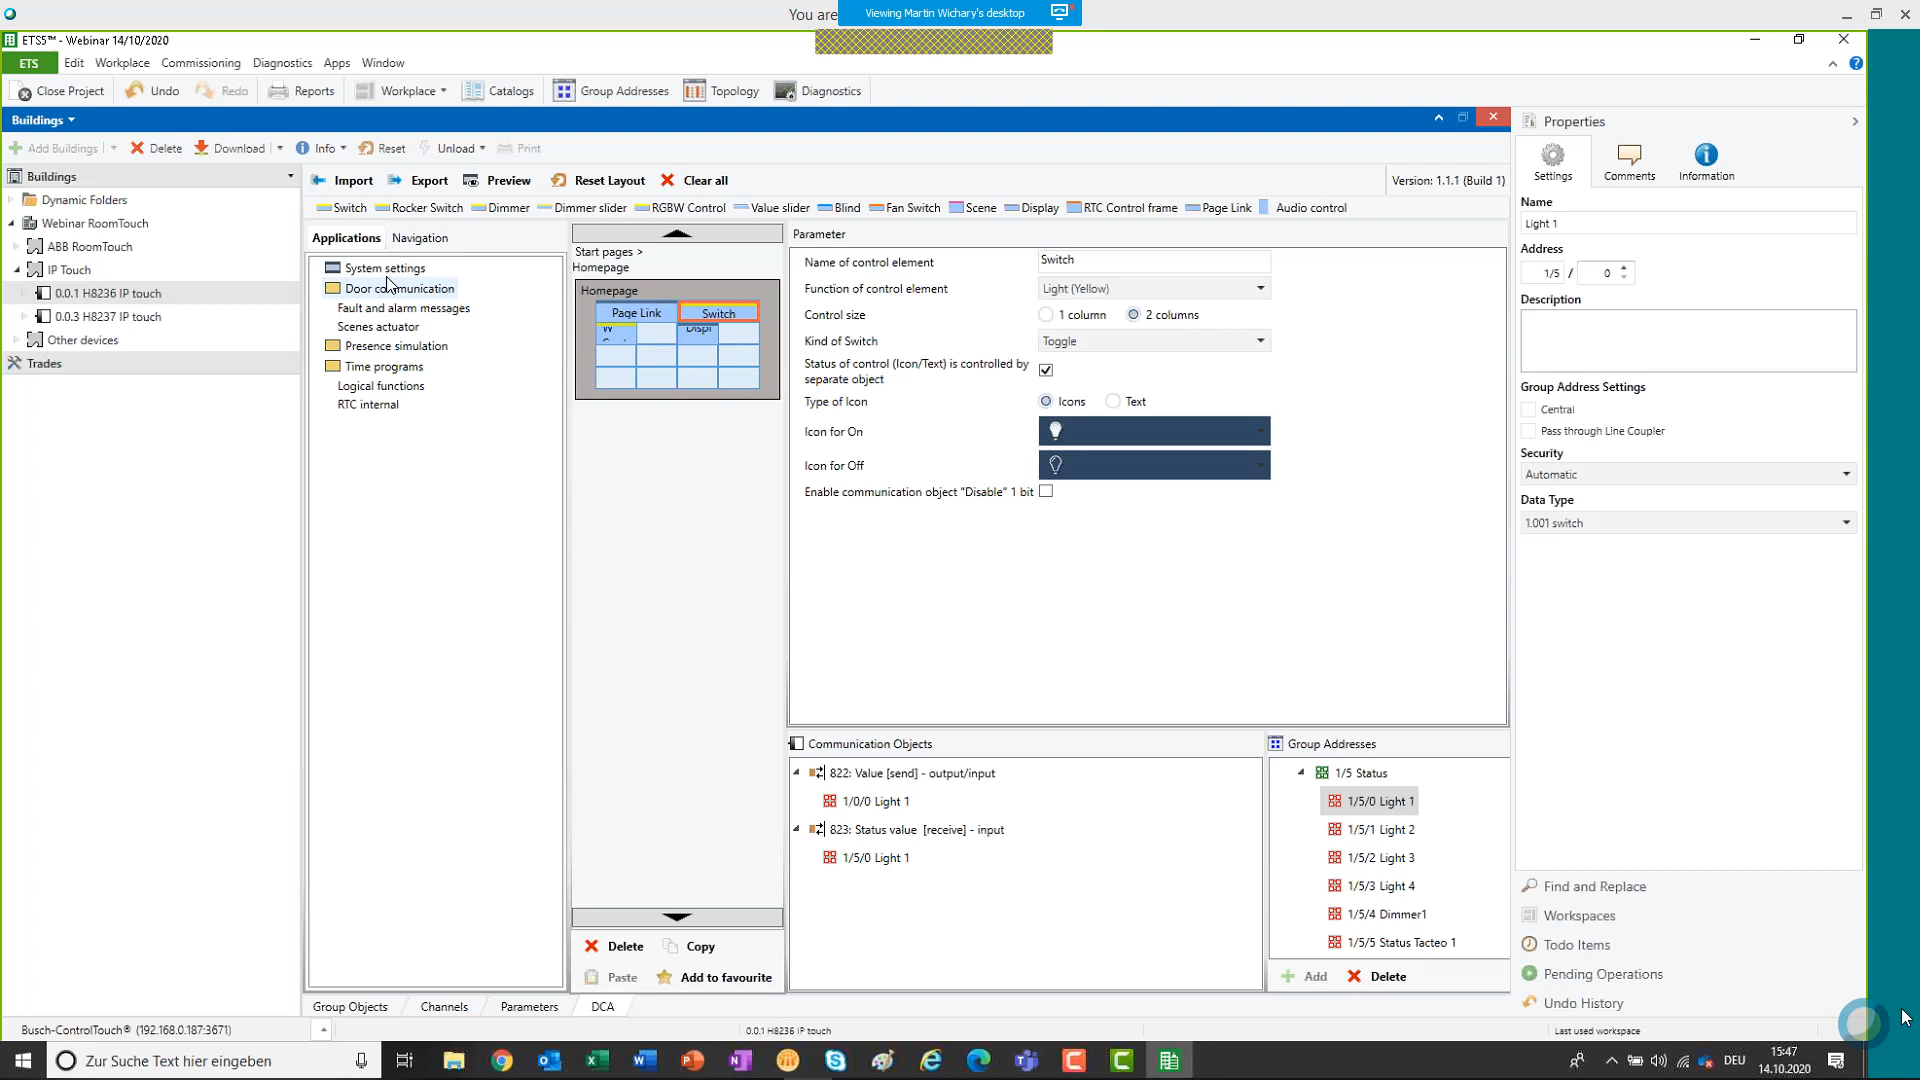 You are
Viewing Martin Wichary's desktop
ETS5™ - Webinar 14/10/2020
ETS Edit Workplace Commissioning Diagnostics Apps Window
Close Project Undo Redo Reports Workplace Catalogs Group Addresses Topology Diagnostics
Buildings
Add Buildings Delete Download Info Reset Unload Print
Buildings
Dynamic Folders
Webinar RoomTouch
ABB RoomTouch
IP Touch
0.0.1 H8236 IP touch
0.0.3 H8237 IP touch
Other devices
Trades
Import Export Preview Reset Layout Clear all
Version: 1.1.1 (Build 1)
Switch Rocker Switch Dimmer Dimmer slider RGBW Control Value slider Blind Fan Switch Scene Display RTC Control frame Page Link Audio control
Applications Navigation
System settings
Door communication
Fault and alarm messages
Scenes actuator
Presence simulation
Time programs
Logical functions
RTC internal
Start pages >
Homepage
Homepage
Page Link Switch
Delete Copy
Paste Add to favourite
Parameter
Name of control element Switch
Function of control element Light (Yellow)
Control size 1 column 2 columns
Kind of Switch Toggle
Status of control (Icon/Text) is controlled by
separate object
Type of Icon Icons Text
Icon for On
Icon for Off
Enable communication object "Disable" 1 bit
Communication Objects
822: Value [send] - output/input
1/0/0 Light 1
823: Status value [receive] - input
1/5/0 Light 1
Group Addresses
1/5 Status
1/5/0 Light 1
1/5/1 Light 2
1/5/2 Light 3
1/5/3 Light 4
1/5/4 Dimmer1
1/5/5 Status Tacteo 1
Add Delete
Group Objects Channels Parameters DCA
Properties
Settings Comments Information
Name
Light 1
Address
1/5 / 0
Description
Group Address Settings
Central
Pass through Line Coupler
Security
Automatic
Data Type
1.001 switch
Find and Replace
Workspaces
Todo Items
Pending Operations
Undo History
Busch-ControlTouch® (192.168.0.187:3671)
0.0.1 H8236 IP touch
Last used workspace
Zur Suche Text hier eingeben
DEU
15:47
14.10.2020